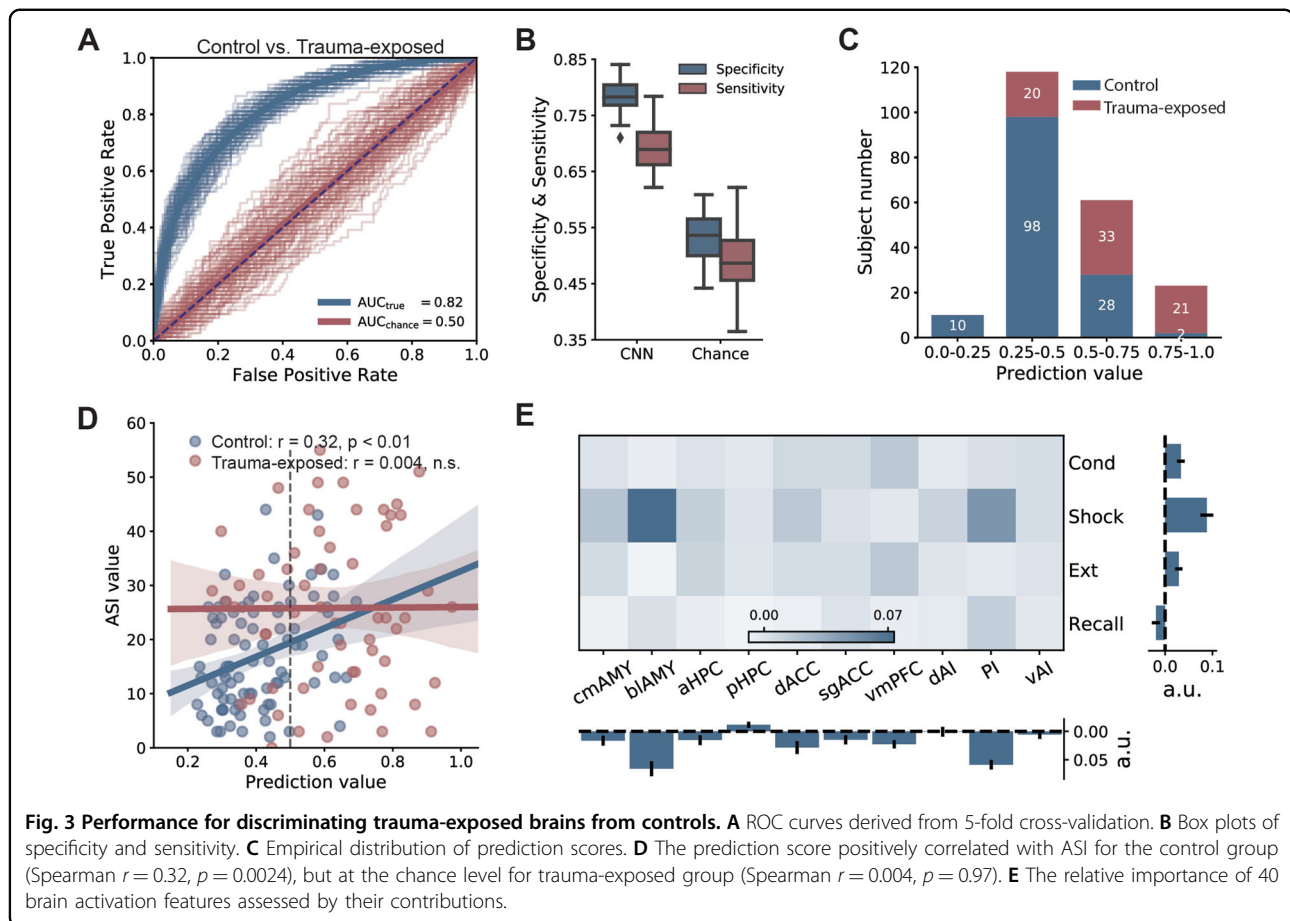 A
Control vs. Trauma-exposed
True Positive Rate
1.0
0.8
0.6
0.4
0.2
0.0
AUCtrue = 0.82
AUCchance = 0.50
0.0 0.2 0.4 0.6 0.8 1.0
False Positive Rate
B
Specificity & Sensitivity
0.85
0.75
0.65
0.55
0.45
0.35
Specificity
Sensitivity
CNN Chance
C
Subject number
120
100
80
60
40
20
0
Control
Trauma-exposed
10
20
98
33
28
21
2
0.0-0.25 0.25-0.5 0.5-0.75 0.75-1.0
Prediction value
D
ASI value
60
50
40
30
20
10
0
Control: r = 0.32, p < 0.01
Trauma-exposed: r = 0.004, n.s.
0.2 0.4 0.6 0.8 1.0
Prediction value
E
Cond
Shock
Ext
Recall
0.00 0.07
cmAMY blAMY aHPC pHPC dACC sgACC vmPFC dAI PI vAI
0.0 0.1
a.u.
0.00
0.05
a.u.
Fig. 3 Performance for discriminating trauma-exposed brains from controls. A ROC curves derived from 5-fold cross-validation. B Box plots of
specificity and sensitivity. C Empirical distribution of prediction scores. D The prediction score positively correlated with ASI for the control group
(Spearman r = 0.32, p = 0.0024), but at the chance level for trauma-exposed group (Spearman r = 0.004, p = 0.97). E The relative importance of 40
brain activation features assessed by their contributions.